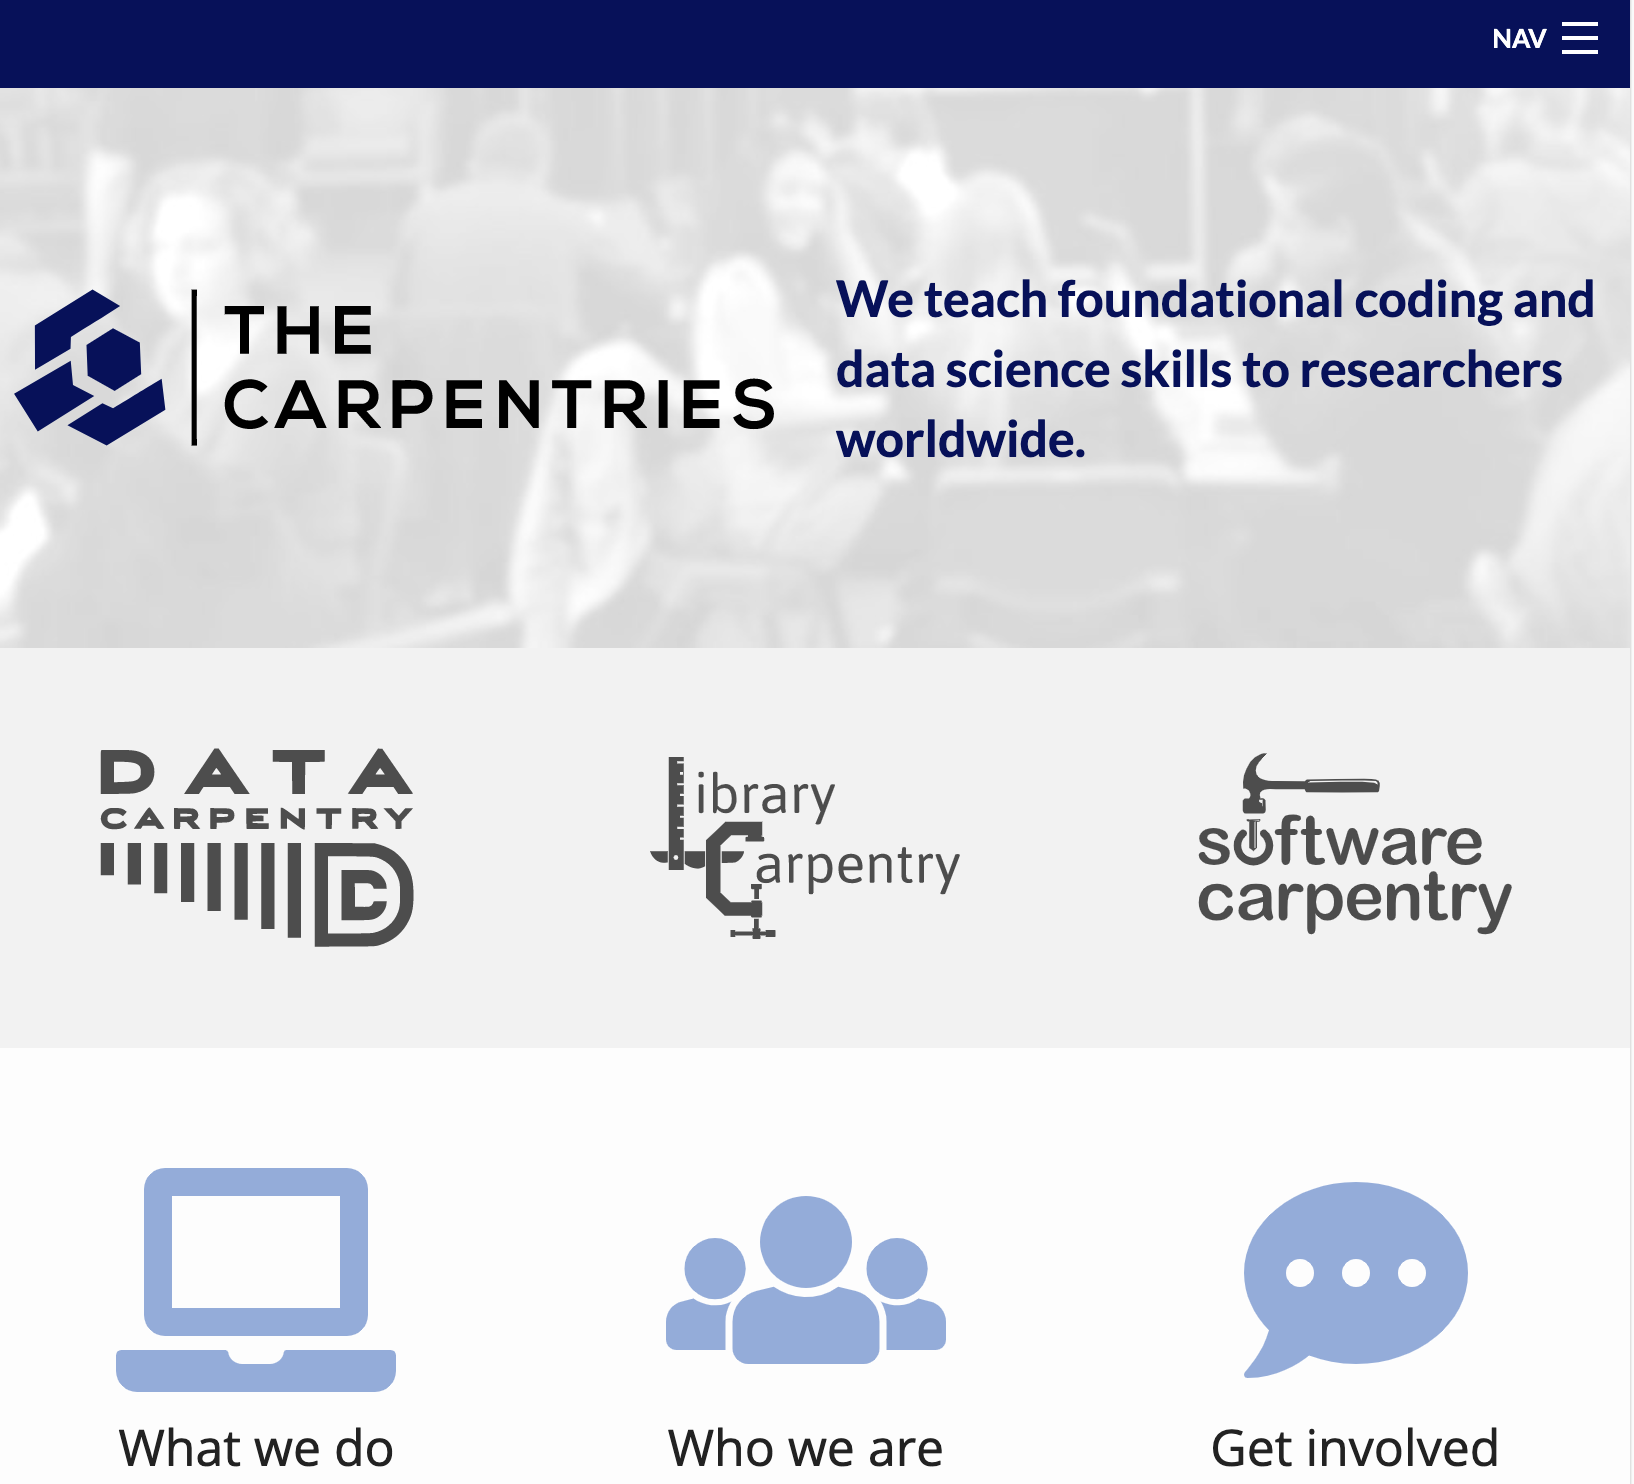 NAV
THE
CARPENTRIES
We teach foundational coding and
data science skills to researchers
worldwide.
DATA
CARPENTRY
DC
library
Carpentry
software
carpentry
What we do
Who we are
Get involved